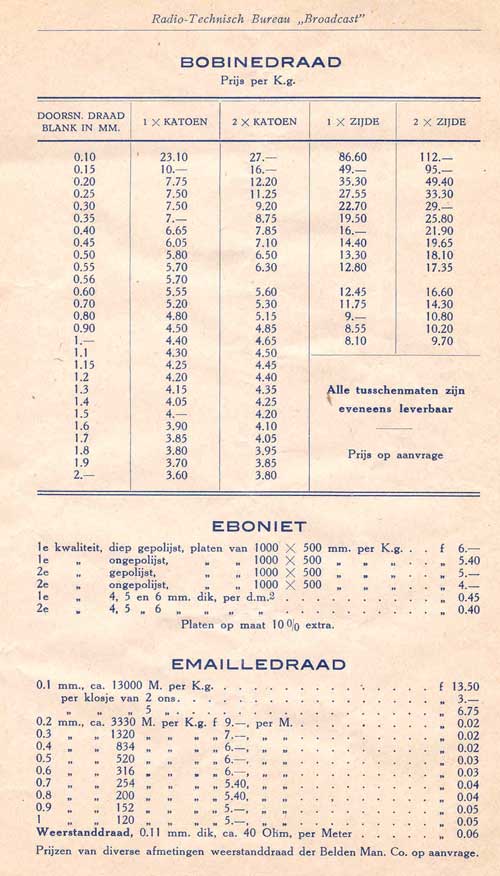 Radio-Technisch Bureau „Broadcast"
BOBINEDRAAD
Prijs per K.g.
DOORSN. DRAAD BLANK IN MM. 1 × KATOEN 2 × KATOEN 1 × ZIJDE 2 × ZIJDE
0.10 23.10 27.— 86.60 112.—
0.15 10.— 16.— 49.— 95.—
0.20 7.75 12.20 35.30 49.40
0.25 7.50 11.25 27.55 33.30
0.30 7.50 9.20 22.70 29.—
0.35 7.— 8.75 19.50 25.80
0.40 6.65 7.85 16.— 21.90
0.45 6.05 7.10 14.40 19.65
0.50 5.80 6.50 13.30 18.10
0.55 5.70 6.30 12.80 17.35
0.56 5.70
0.60 5.55 5.60 12.45 16.60
0.70 5.20 5.30 11.75 14.30
0.80 4.80 5.15 9.— 10.80
0.90 4.50 4.85 8.55 10.20
1.— 4.40 4.65 8.10 9.70
1.1 4.30 4.50
1.15 4.25 4.45
1.2 4.20 4.40
1.3 4.15 4.35
1.4 4.05 4.25
1.5 4.— 4.20
1.6 3.90 4.10
1.7 3.85 4.05
1.8 3.80 3.95
1.9 3.70 3.85
2.— 3.60 3.80
Alle tusschenmaten zijn
eveneens leverbaar
Prijs op aanvrage
EBONIET
1e kwaliteit, diep gepolijst, platen van 1000 × 500 mm. per K.g. . . f 6.—
1e „ ongepolijst, „ „ 1000 × 500 „ „ „ . . „ 5.40
2e „ gepolijst, „ „ 1000 × 500 „ „ „ . . „ 5.—
2e „ ongepolijst, „ „ 1000 × 500 „ „ „ . . „ 4.—
1e „ 4, 5 en 6 mm. dik, per d.m.² . . . . . . . . . . „ 0.45
2e „ 4, 5 „ 6 „ „ „ „ . . . . . . . . . . „ 0.40
Platen op maat 10 % extra.
EMAILLEDRAAD
0.1 mm., ca. 13000 M. per K.g. . . . . . . . . . . . . . f 13.50
per klosje van 2 ons . . . . . . . . . . . . . . „ 3.—
„ „ „ 5 „ . . . . . . . . . . . . . . „ 6.75
0.2 mm., ca. 3330 M. per K.g. f 9.—, per M. . . . . . . . . „ 0.02
0.3 „ „ 1320 „ „ „ „ 7.—, „ „ . . . . . . . . „ 0.02
0.4 „ „ 834 „ „ „ „ 6.—, „ „ . . . . . . . . „ 0.02
0.5 „ „ 520 „ „ „ „ 6.—, „ „ . . . . . . . . „ 0.03
0.6 „ „ 316 „ „ „ „ 6.—, „ „ . . . . . . . . „ 0.03
0.7 „ „ 254 „ „ „ „ 5.40, „ „ . . . . . . . . „ 0.04
0.8 „ „ 200 „ „ „ „ 5.40, „ „ . . . . . . . . „ 0.04
0.9 „ „ 152 „ „ „ „ 5.—, „ „ . . . . . . . . „ 0.05
1 „ „ 120 „ „ „ „ 5.—, „ „ . . . . . . . . „ 0.05
Weerstanddraad, 0.11 mm. dik, ca. 40 Ohm, per Meter . . . . . „ 0.06
Prijzen van diverse afmetingen weerstanddraad der Belden Man. Co. op aanvrage.